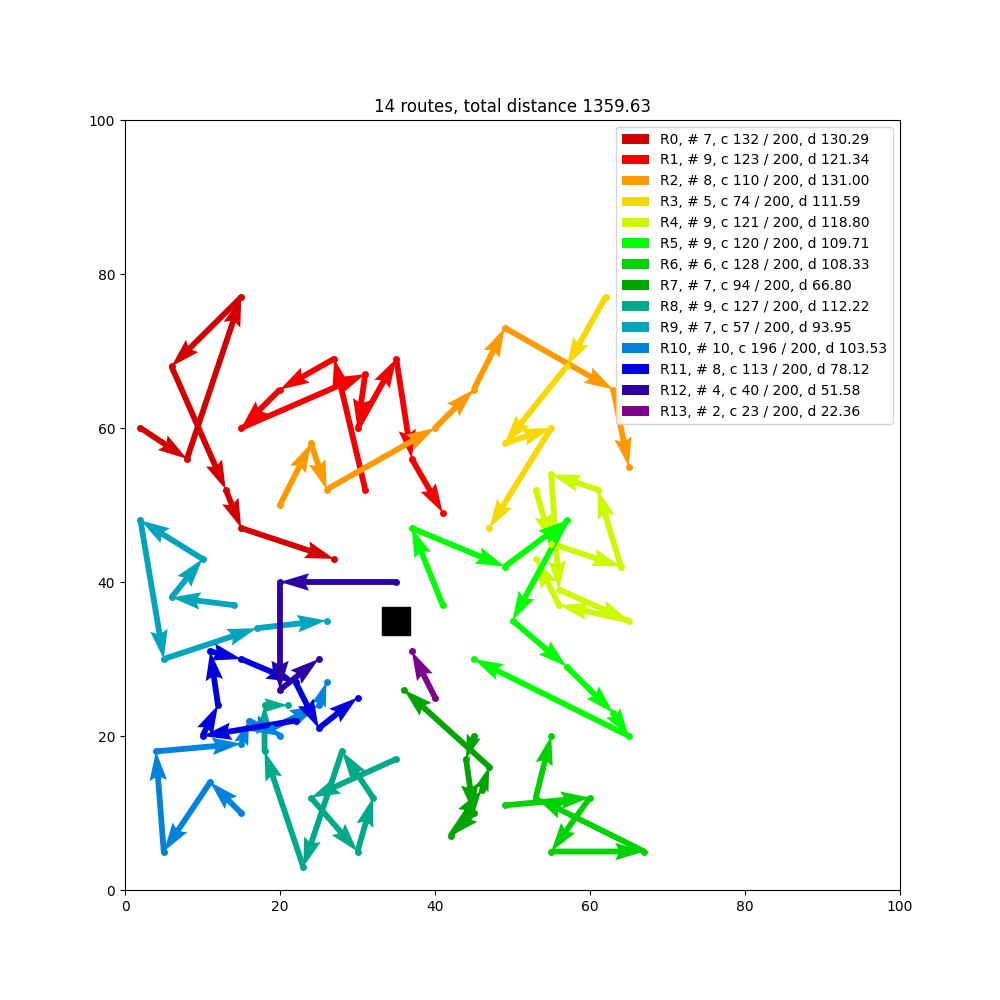 14 routes, total distance 1359.63
100
80
60
40
20
0
0 20 40 60 80 100
R0, # 7, c 132 / 200, d 130.29
R1, # 9, c 123 / 200, d 121.34
R2, # 8, c 110 / 200, d 131.00
R3, # 5, c 74 / 200, d 111.59
R4, # 9, c 121 / 200, d 118.80
R5, # 9, c 120 / 200, d 109.71
R6, # 6, c 128 / 200, d 108.33
R7, # 7, c 94 / 200, d 66.80
R8, # 9, c 127 / 200, d 112.22
R9, # 7, c 57 / 200, d 93.95
R10, # 10, c 196 / 200, d 103.53
R11, # 8, c 113 / 200, d 78.12
R12, # 4, c 40 / 200, d 51.58
R13, # 2, c 23 / 200, d 22.36